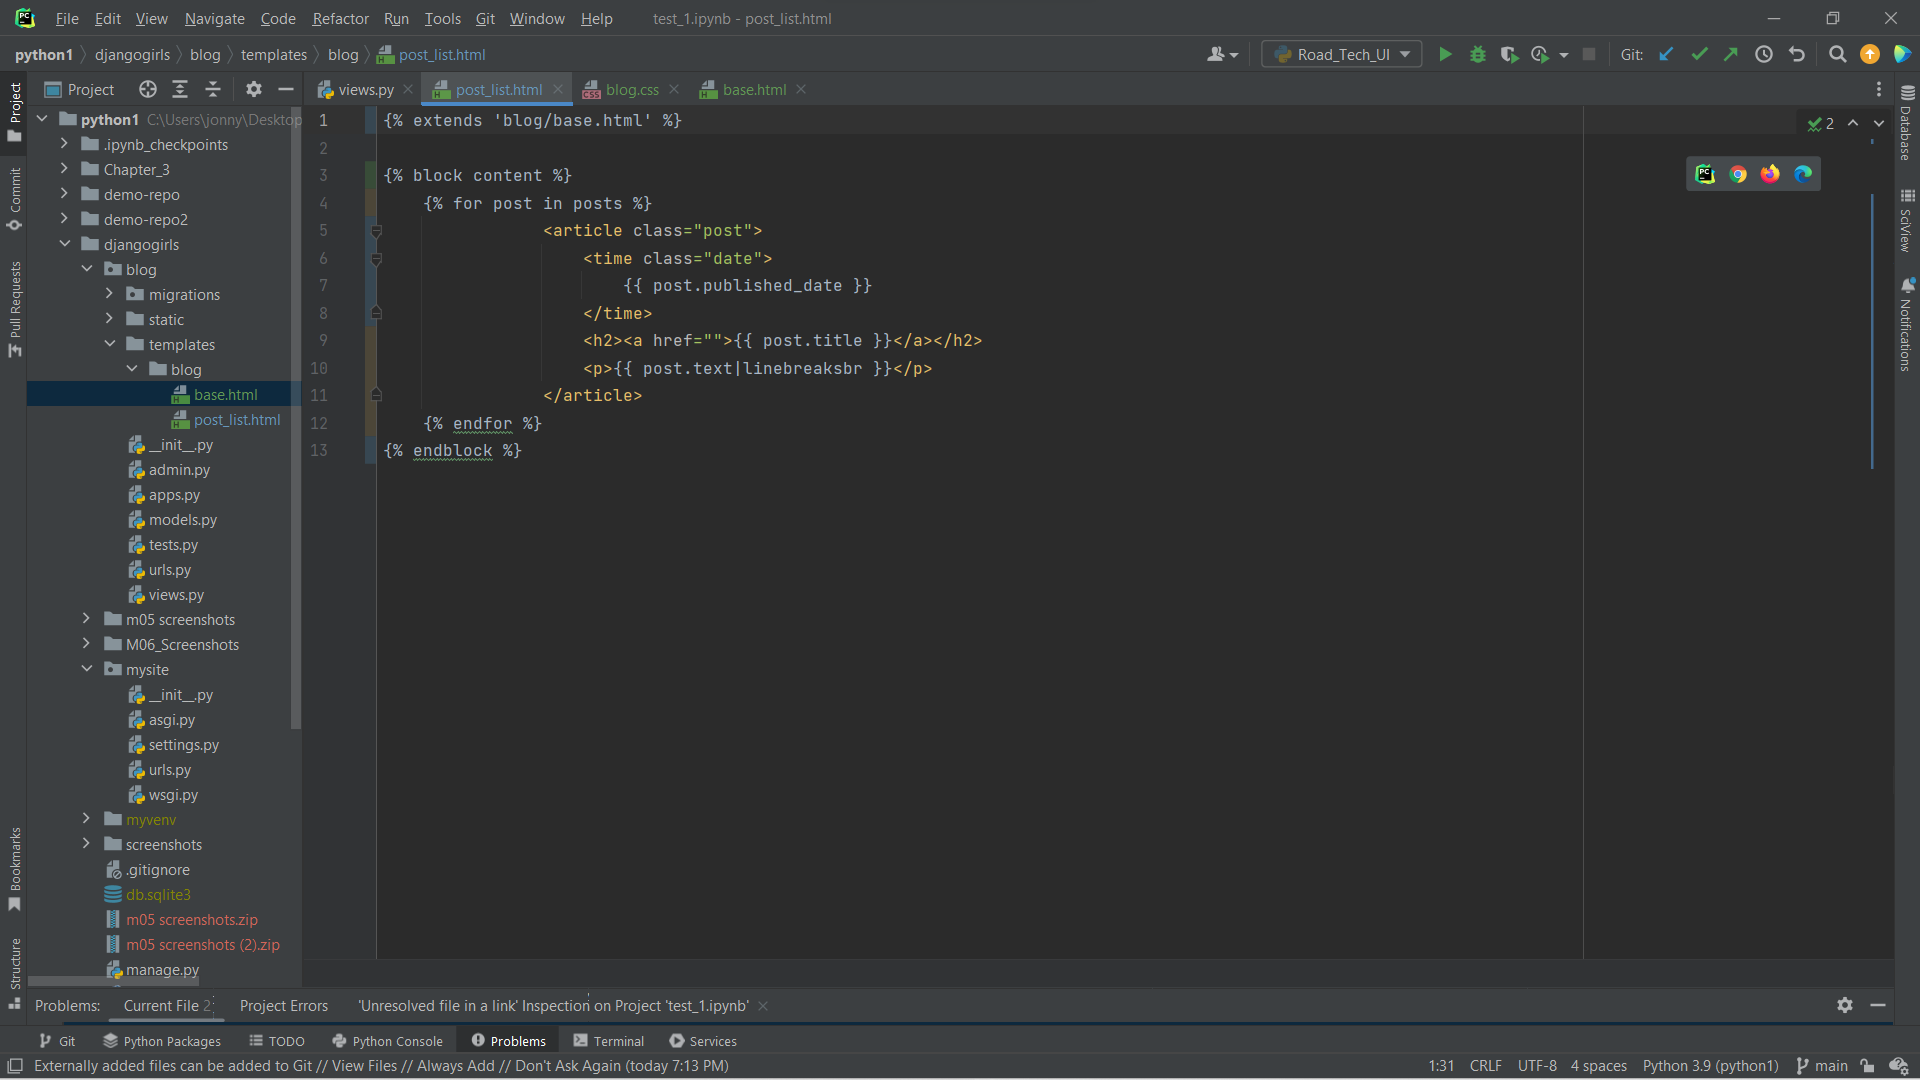 File Edit View Navigate Code Refactor Run Tools Git Window Help test_1.ipynb - post_list.html
python1 djangogirls blog templates blog post_list.html Road_Tech_UI Git:
Project views.py post_list.html blog.css base.html
python1 C:\Users\jonny\Desktop
.ipynb_checkpoints
Chapter_3
demo-repo
demo-repo2
djangogirls
blog
migrations
static
templates
blog
base.html
post_list.html
__init__.py
admin.py
apps.py
models.py
tests.py
urls.py
views.py
m05 screenshots
M06_Screenshots
mysite
__init__.py
asgi.py
settings.py
urls.py
wsgi.py
myvenv
screenshots
.gitignore
db.sqlite3
m05 screenshots.zip
m05 screenshots (2).zip
manage.py
1 {% extends 'blog/base.html' %}
2
3 {% block content %}
4 {% for post in posts %}
5 <article class="post">
6 <time class="date">
7 {{ post.published_date }}
8 </time>
9 <h2><a href="">{{ post.title }}</a></h2>
10 <p>{{ post.text|linebreaksbr }}</p>
11 </article>
12 {% endfor %}
13 {% endblock %}
2
Project
Commit
Pull Requests
Bookmarks
Structure
Database
SciView
Notifications
Problems: Current File 2 Project Errors 'Unresolved file in a link' Inspection on Project 'test_1.ipynb'
Git Python Packages TODO Python Console Problems Terminal Services
Externally added files can be added to Git // View Files // Always Add // Don't Ask Again (today 7:13 PM) 1:31 CRLF UTF-8 4 spaces Python 3.9 (python1) main